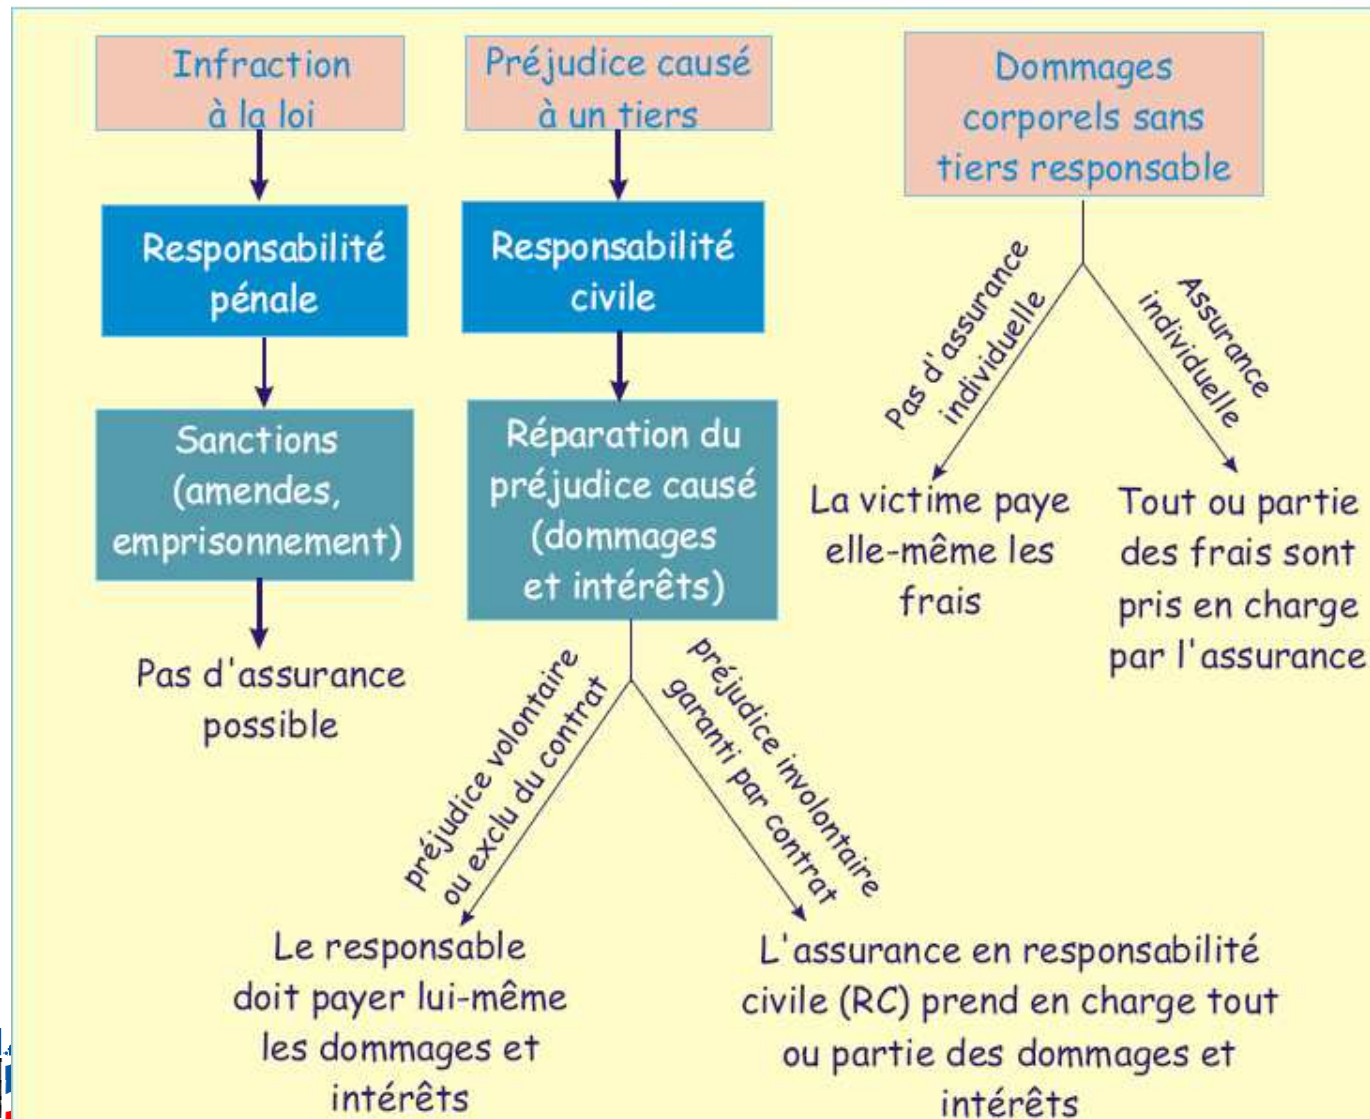 Infraction
à la loi
Responsabilité
pénale
Sanctions
(amendes,
emprisonnement)
Pas d'assurance
possible
Préjudice causé
à un tiers
Responsabilité
civile
Réparation du
préjudice causé
(dommages
et intérêts)
préjudice volontaire
ou exclu du contrat
Le responsable
doit payer lui-même
les dommages et
intérêts
préjudice involontaire
garanti par contrat
L'assurance en responsabilité
civile (RC) prend en charge tout
ou partie des dommages et
intérêts
Dommages
corporels sans
tiers responsable
Pas d'assurance
individuelle
La victime paye
elle-même les
frais
Assurance
individuelle
Tout ou partie
des frais sont
pris en charge
par l'assurance